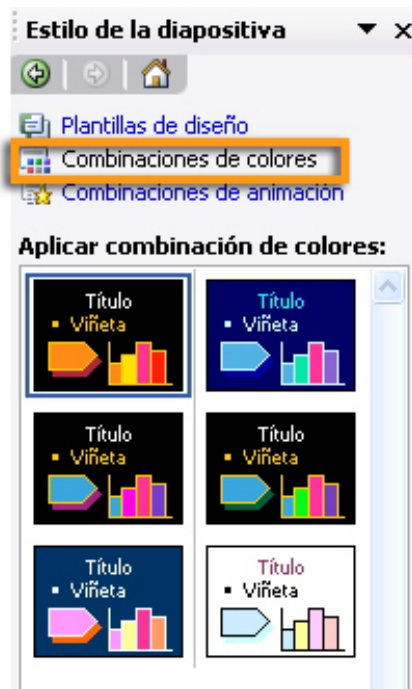 Estilo de la diapositiva
Plantillas de diseño
Combinaciones de colores
Combinaciones de animación
Aplicar combinación de colores:
Título
▪ Viñeta
Título
▪ Viñeta
Título
▪ Viñeta
Título
▪ Viñeta
Título
▪ Viñeta
Título
▪ Viñeta